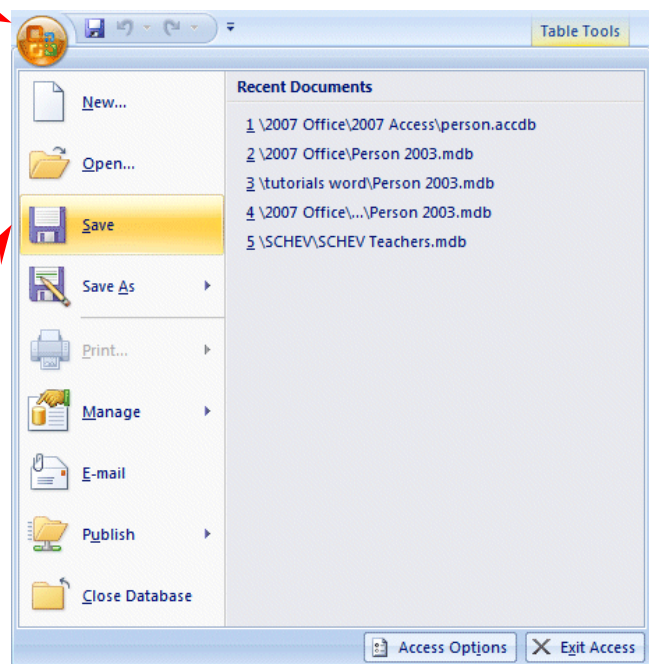 Table Tools
New...
Open...
Save
Save As
Print...
Manage
E-mail
Publish
Close Database
Recent Documents
1 \2007 Office\2007 Access\person.accdb
2 \2007 Office\Person 2003.mdb
3 \tutorials word\Person 2003.mdb
4 \2007 Office\...\Person 2003.mdb
5 \SCHEV\SCHEV Teachers.mdb
Access Options
Exit Access